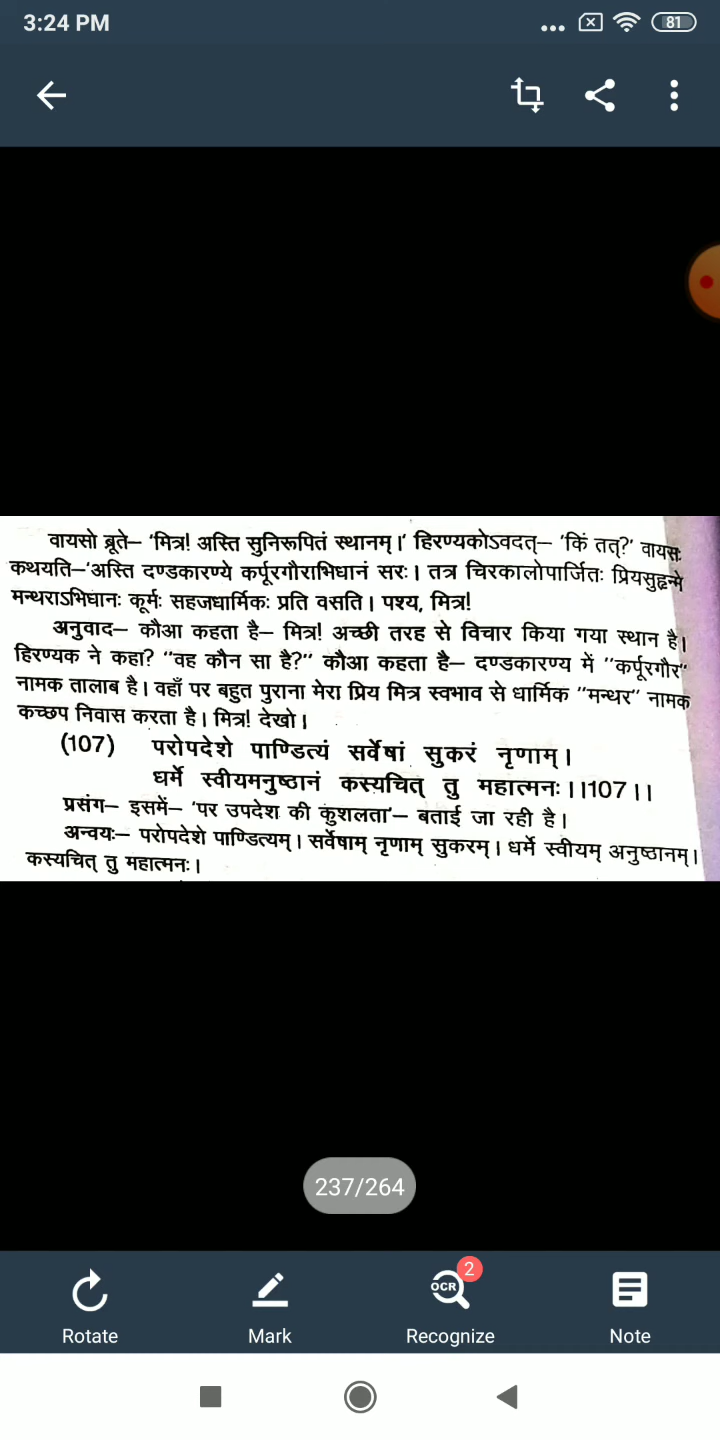 3:24 PM
81
वायसो ब्रूते– 'मित्र! अस्ति सुनिरूपितं स्थानम्।' हिरण्यकोऽवदत्– 'किं तत्?' वायसः
कथयति–'अस्ति दण्डकारण्ये कर्पूरगौराभिधानं सरः। तत्र चिरकालोपार्जितः प्रियसुहृन्मे
मन्थराऽभिधानः कूर्मः सहजधार्मिकः प्रति वसति। पश्य, मित्र!
अनुवाद– कौआ कहता है– मित्र! अच्छी तरह से विचार किया गया स्थान है।
हिरण्यक ने कहा? "वह कौन सा है?" कौआ कहता है– दण्डकारण्य में "कर्पूरगौर"
नामक तालाब है। वहाँ पर बहुत पुराना मेरा प्रिय मित्र स्वभाव से धार्मिक "मन्थर" नामक
कच्छप निवास करता है। मित्र! देखो।
(107) परोपदेशे पाण्डित्यं सर्वेषां सुकरं नृणाम्।
धर्मे स्वीयमनुष्ठानं कस्यचित् तु महात्मनः।।107।।
प्रसंग– इसमें– 'पर उपदेश की कुशलता'– बताई जा रही है।
अन्वयः– परोपदेशे पाण्डित्यम्। सर्वेषाम् नृणाम् सुकरम्। धर्मे स्वीयम् अनुष्ठानम्।
कस्यचित् तु महात्मनः।
237/264
OCR
2
Rotate Mark Recognize Note